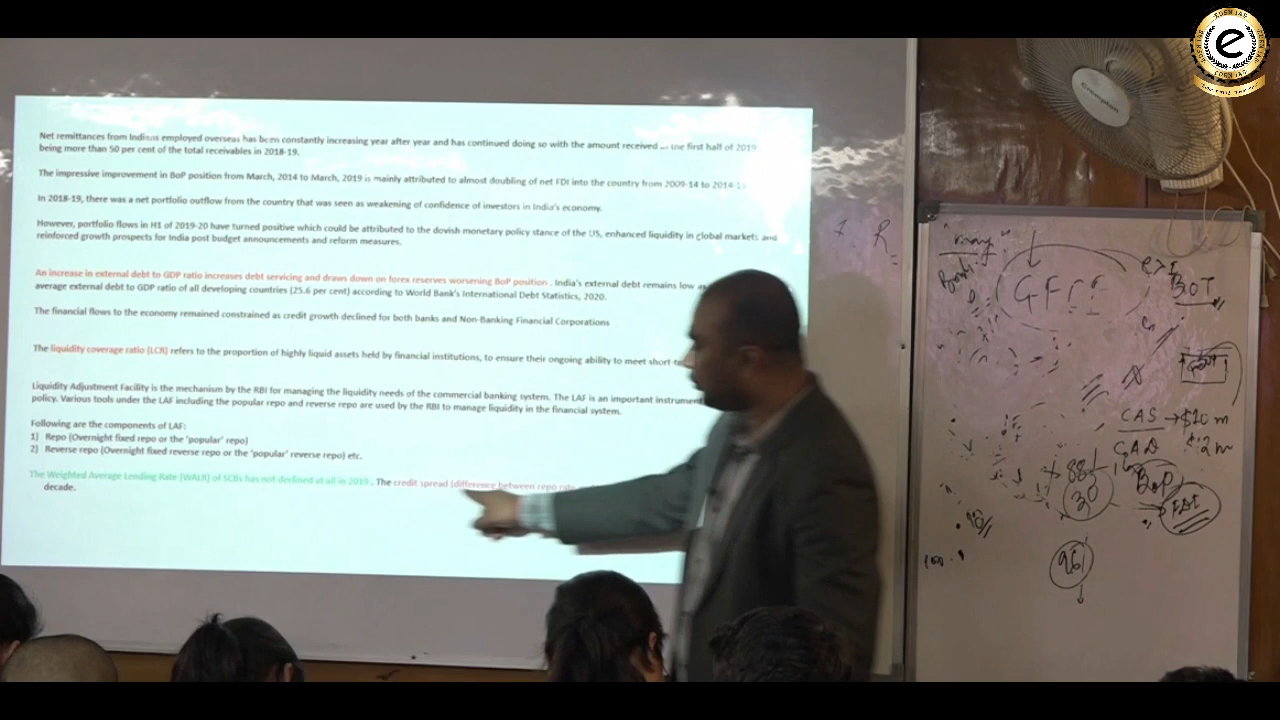 Net remittances from Indians employed overseas has been constantly increasing year after year and has continued doing so with the amount received in the first half of 2019
being more than 50 per cent of the total receivables in 2018-19.
The impressive improvement in BoP position from March, 2014 to March, 2019 is mainly attributed to almost doubling of net FDI into the country from 2009-14 to 2014-19
In 2018-19, there was a net portfolio outflow from the country that was seen as weakening of confidence of investors in India's economy.
However, portfolio flows in H1 of 2019-20 have turned positive which could be attributed to the dovish monetary policy stance of the US, enhanced liquidity in global markets and
reinforced growth prospects for India post budget announcements and reform measures.
An increase in external debt to GDP ratio increases debt servicing and draws down on forex reserves worsening BoP position . India's external debt remains low
average external debt to GDP ratio of all developing countries (25.6 per cent) according to World Bank's International Debt Statistics, 2020.
The financial flows to the economy remained constrained as credit growth declined for both banks and Non-Banking Financial Corporations
The liquidity coverage ratio (LCR) refers to the proportion of highly liquid assets held by financial institutions, to ensure their ongoing ability to meet short
Liquidity Adjustment Facility is the mechanism by the RBI for managing the liquidity needs of the commercial banking system. The LAF is an important instrument
policy. Various tools under the LAF including the popular repo and reverse repo are used by the RBI to manage liquidity in the financial system.
Following are the components of LAF:
1) Repo (Overnight fixed repo or the 'popular' repo)
2) Reverse repo (Overnight fixed reverse repo or the 'popular' reverse repo) etc.
The Weighted Average Lending Rate (WALR) of SCBs has not declined at all in 2019 . The credit spread (difference between repo rate
decade.
R
GFC
BOT
CAS → $10 m
CAD $2 m
88
30
BoP
FDI
96
Crompton
e
EDEN IAS